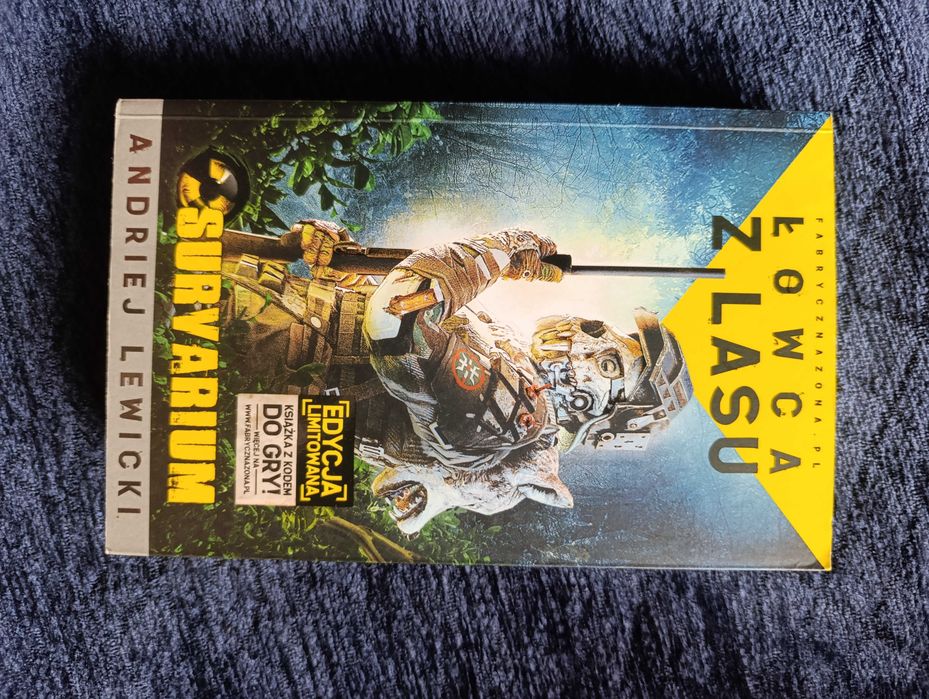 FABRYCZNAZONA.PL
ŁOWCA
Z LASU
EDYCJA
LIMITOWANA
KSIĄŻKA Z KODEM
DO GRY!
WIĘCEJ NA
WWW.FABRYCZNAZONA.PL
SURVARIUM
ANDRIEJ LEWICKI